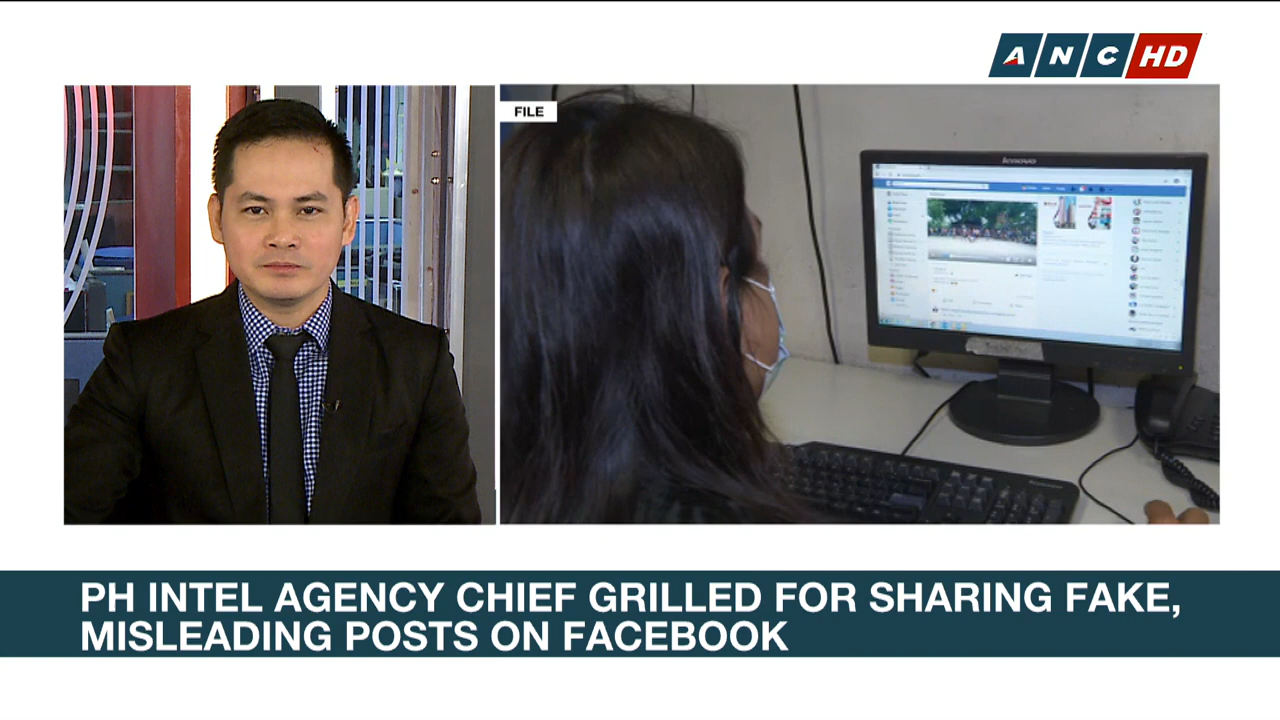 ANC HD
FILE
lenovo
PH INTEL AGENCY CHIEF GRILLED FOR SHARING FAKE,
MISLEADING POSTS ON FACEBOOK